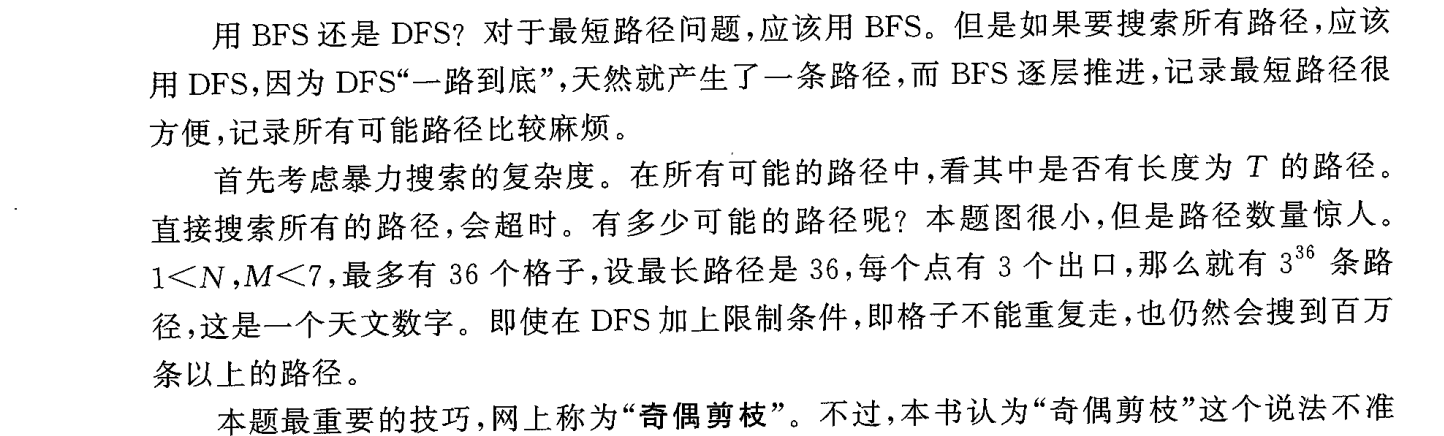 用 BFS 还是 DFS? 对于最短路径问题,应该用 BFS。但是如果要搜索所有路径,应该
用 DFS,因为 DFS“一路到底”,天然就产生了一条路径,而 BFS 逐层推进,记录最短路径很
方便,记录所有可能路径比较麻烦。
首先考虑暴力搜索的复杂度。在所有可能的路径中,看其中是否有长度为 T 的路径。
直接搜索所有的路径,会超时。有多少可能的路径呢? 本题图很小,但是路径数量惊人。
1<N,M<7,最多有 36 个格子,设最长路径是 36,每个点有 3 个出口,那么就有 3³⁶ 条路
径,这是一个天文数字。即使在 DFS 加上限制条件,即格子不能重复走,也仍然会搜到百万
条以上的路径。
本题最重要的技巧,网上称为“奇偶剪枝”。不过,本书认为“奇偶剪枝”这个说法不准